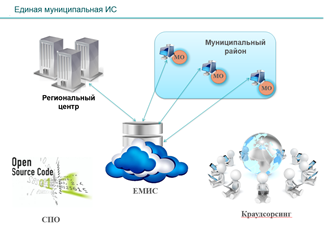 Единая муниципальная ИС
Муниципальный
район
МО
МО
МО
Региональный
центр
Open
Source Code
ЕМИС
СПО
Краудсорсинг